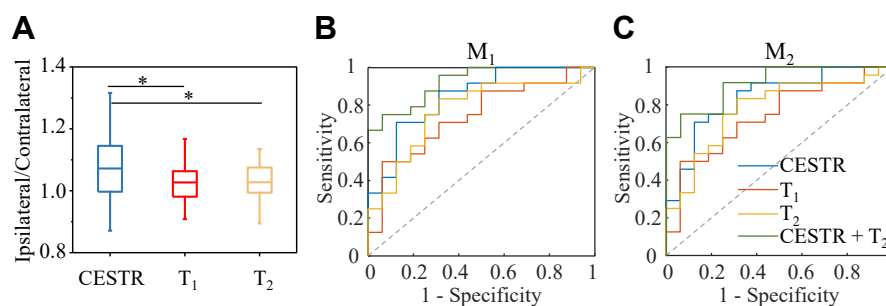 A
Ipsilateral/Contralateral
1.4
1.2
1.0
0.8
*
*
CESTR
T₁
T₂
B
M₁
Sensitivity
1
0.8
0.6
0.4
0.2
0
0
0.2
0.4
0.6
0.8
1
1 - Specificity
C
M₂
Sensitivity
1
0.8
0.6
0.4
0.2
0
0
0.2
0.4
0.6
0.8
1 - Specificity
CESTR
T₁
T₂
CESTR + T₂